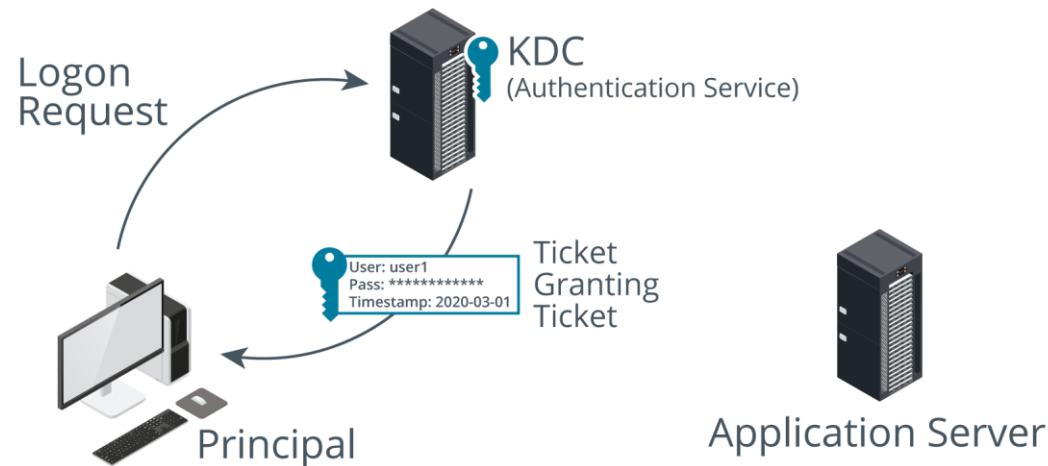 Logon
Request
KDC
(Authentication Service)
User: user1
Pass: ************
Timestamp: 2020-03-01
Ticket
Granting
Ticket
Principal
Application Server